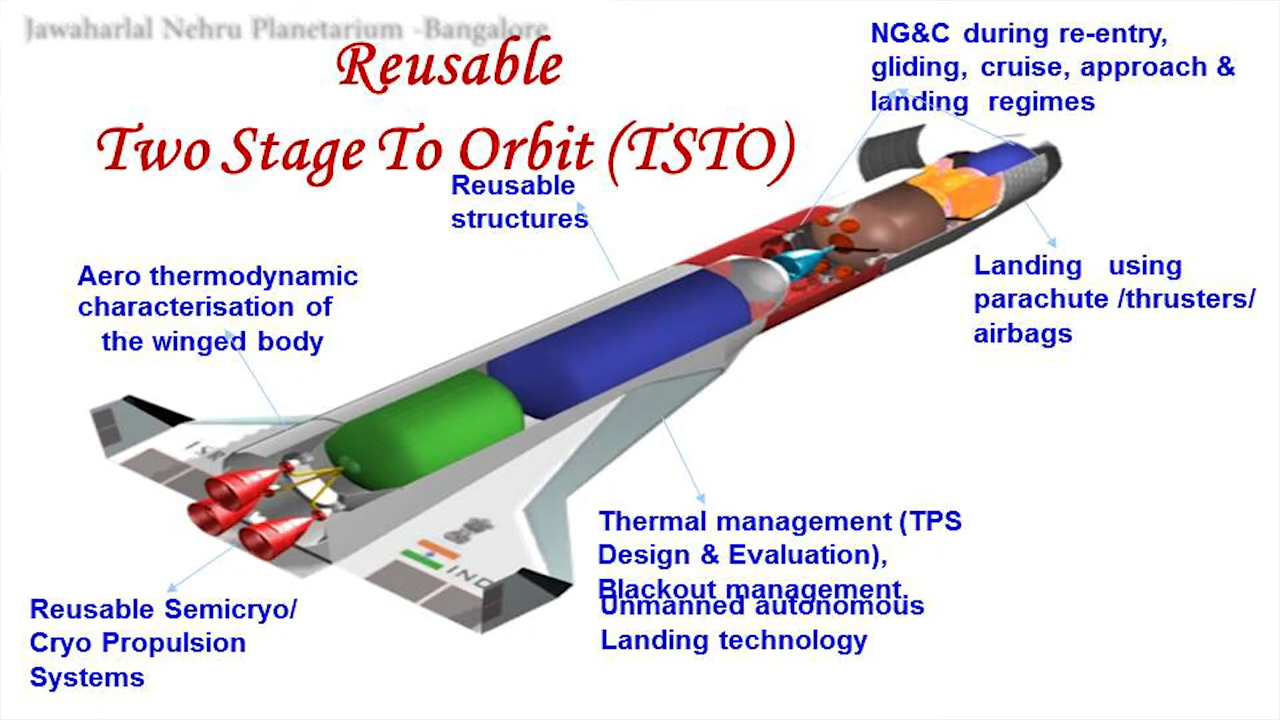 Jawaharlal Nehru Planetarium -Bangalore
Reusable
Two Stage To Orbit (TSTO)
NG&C during re-entry,
gliding, cruise, approach &
landing regimes
Reusable
structures
Aero thermodynamic
characterisation of
the winged body
Landing using
parachute /thrusters/
airbags
ISR
IND
Thermal management (TPS
Design & Evaluation),
Blackout management.
Unmanned autonomous
Landing technology
Reusable Semicryo/
Cryo Propulsion
Systems